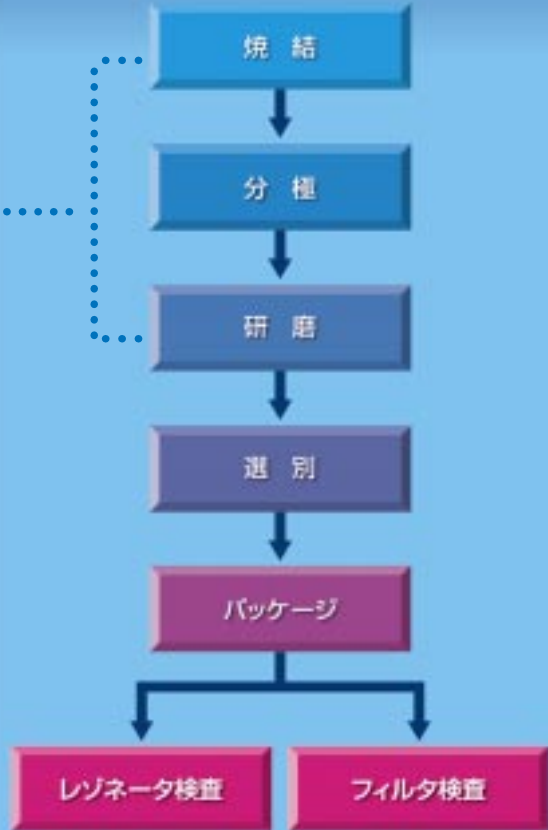 焼 結
分 極
研 磨
選 別
パッケージ
レゾネータ検査
フィルタ検査